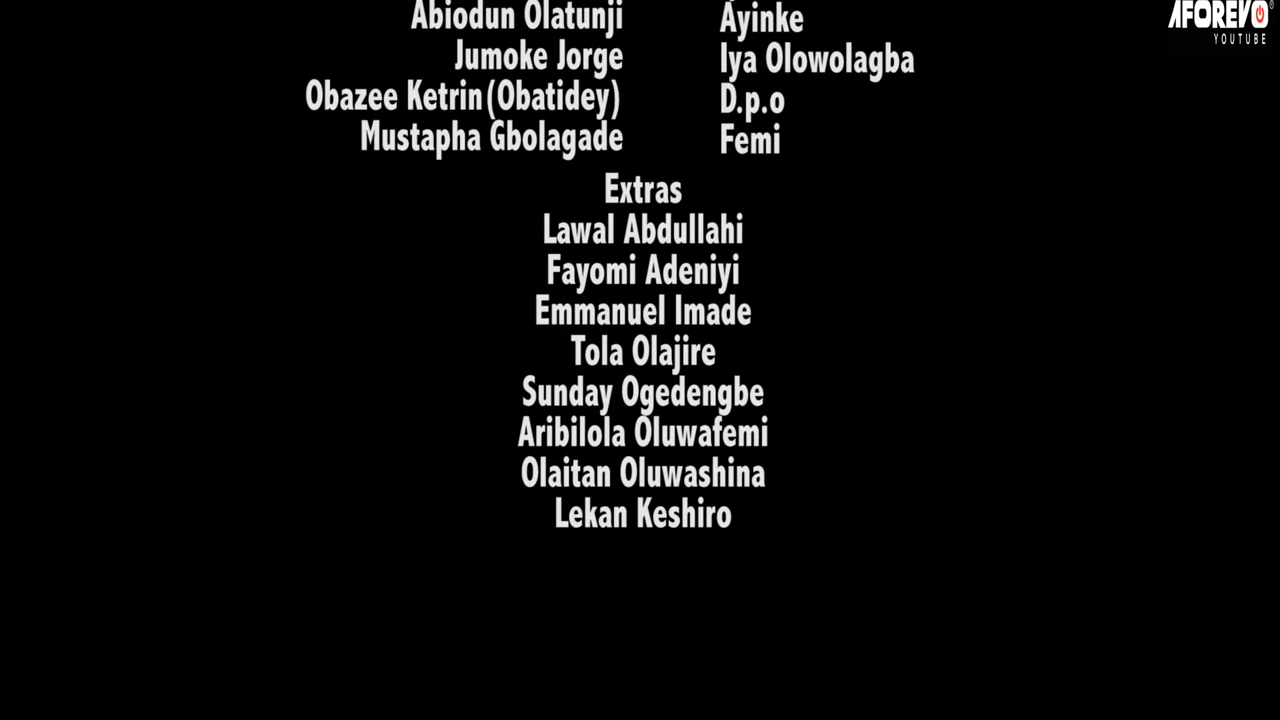 AFOREVO
YOUTUBE
Abiodun Olatunji Ayinke
Jumoke Jorge Iya Olowolagba
Obazee Ketrin(Obatidey) D.p.o
Mustapha Gbolagade Femi
Extras
Lawal Abdullahi
Fayomi Adeniyi
Emmanuel Imade
Tola Olajire
Sunday Ogedengbe
Aribilola Oluwafemi
Olaitan Oluwashina
Lekan Keshiro